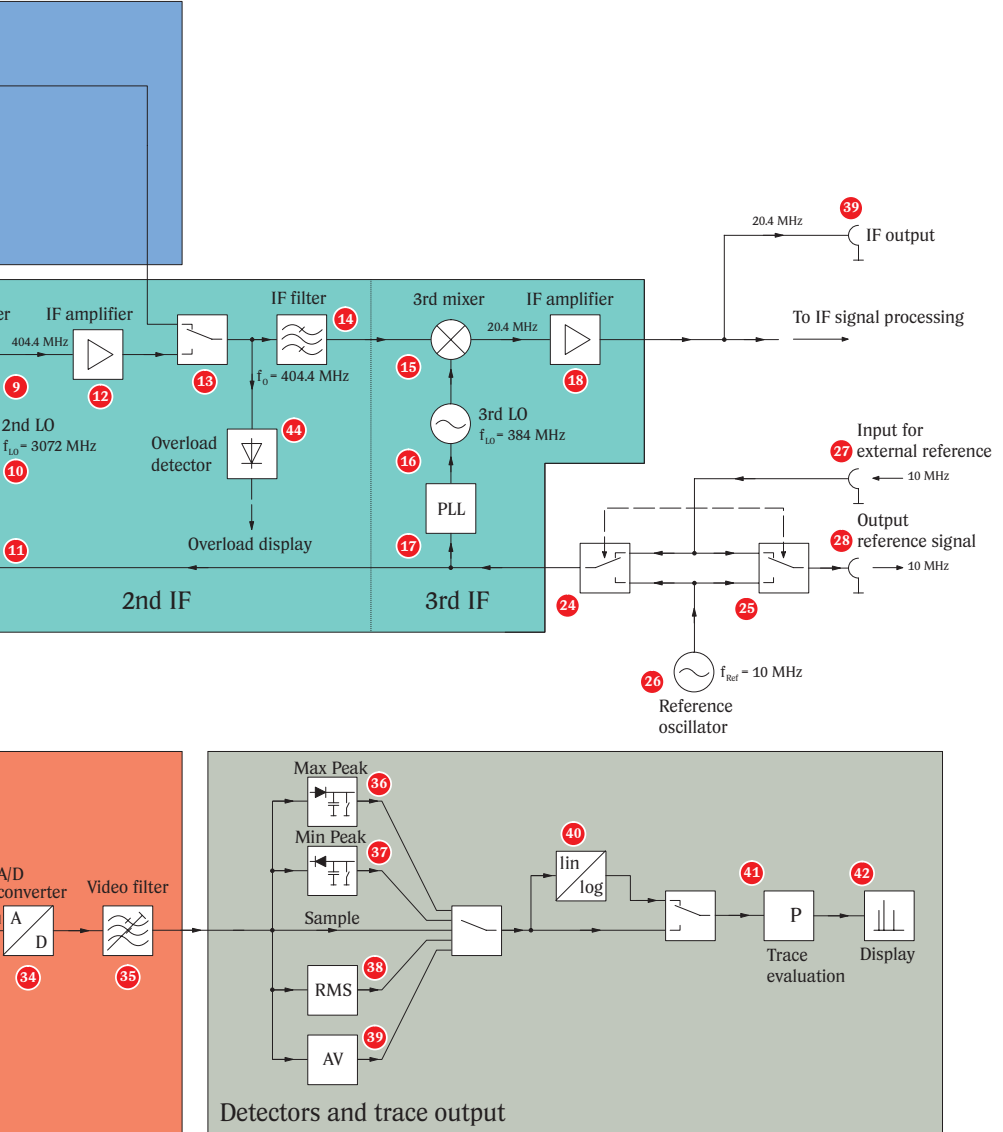 39
20.4 MHz
IF output
er
IF amplifier
IF filter
14
3rd mixer
IF amplifier
To IF signal processing
404.4 MHz
20.4 MHz
9
12
13
f0 = 404.4 MHz
15
18
2nd LO
fLO = 3072 MHz
10
Overload
detector
44
3rd LO
fLO = 384 MHz
16
Input for
27 external reference
10 MHz
PLL
11
Overload display
17
Output
28 reference signal
10 MHz
2nd IF
3rd IF
24
25
26
fRef = 10 MHz
Reference
oscillator
Max Peak
36
Min Peak
37
40
lin
log
41
42
A/D
converter
Video filter
Sample
A
D
P
34
35
38
RMS
Trace
evaluation
Display
39
AV
Detectors and trace output